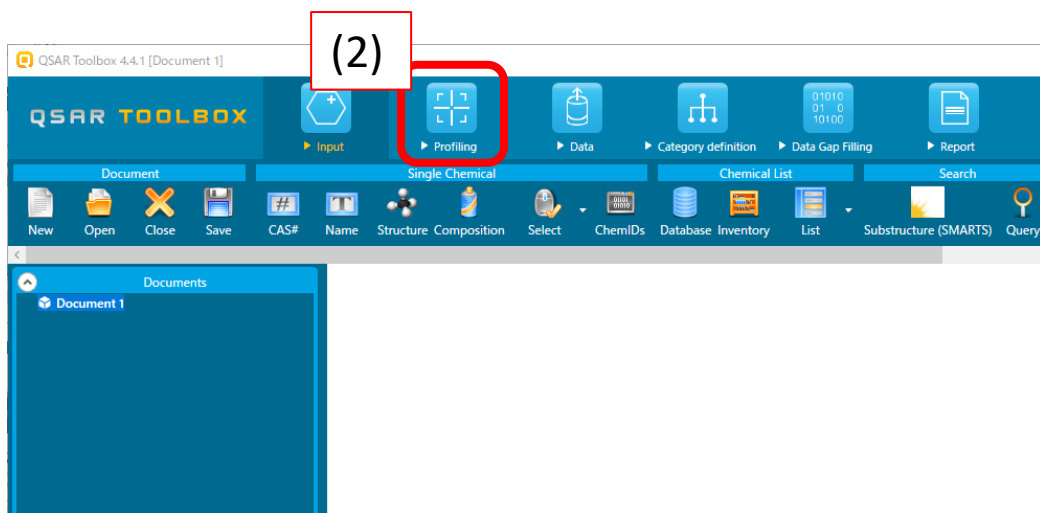 (2)
QSAR Toolbox 4.4.1 [Document 1]
QSAR TOOLBOX
01010
01 0
10100
Input
Profiling
Data
Category definition
Data Gap Filling
Report
Document
Single Chemical
Chemical List
Search
#
T
New
Open
Close
Save
CAS#
Name
Structure
Composition
Select
ChemIDs
Database
Inventory
List
Substructure (SMARTS)
Query
Documents
Document 1